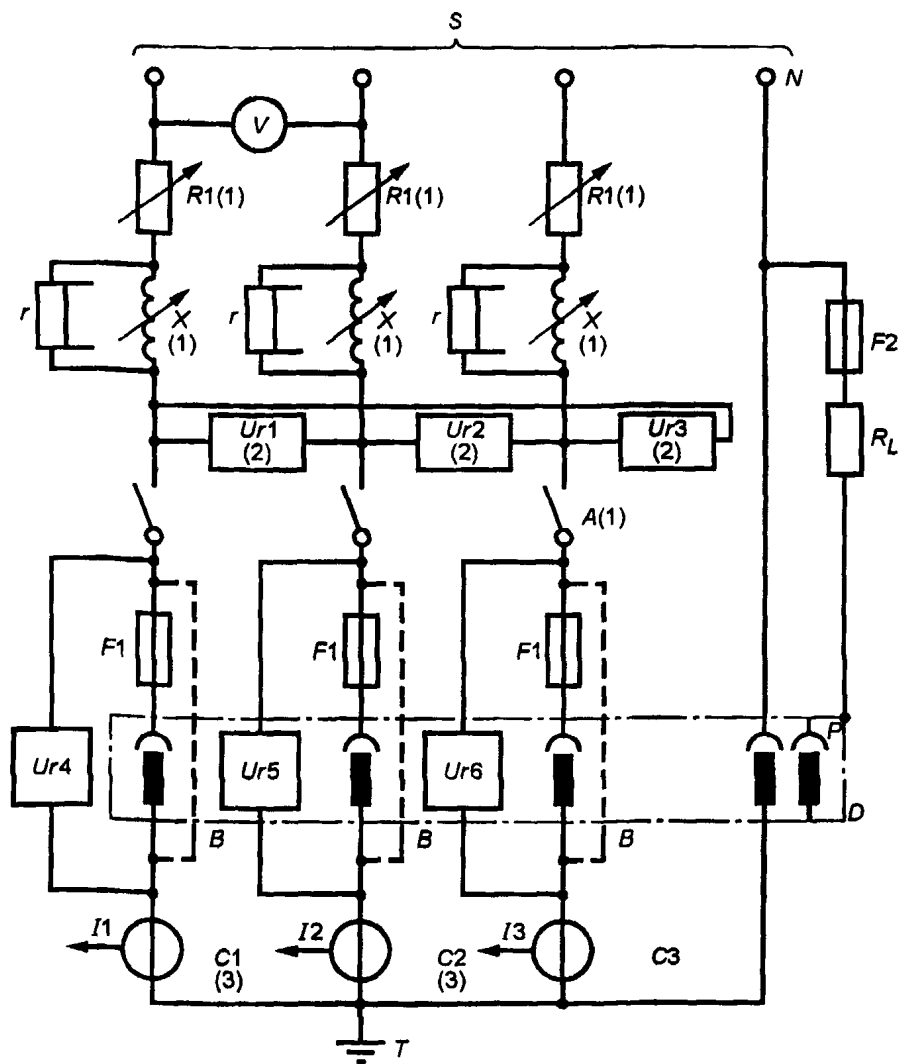 S
N
V
R1(1) R1(1) R1(1)
r X (1) r X (1) r X (1)
F2
Ur1 (2) Ur2 (2) Ur3 (2)
RL
A(1)
F1 F1 F1
P
Ur4 Ur5 Ur6
B B B D
I1 I2 I3
C1 (3) C2 (3) C3
T